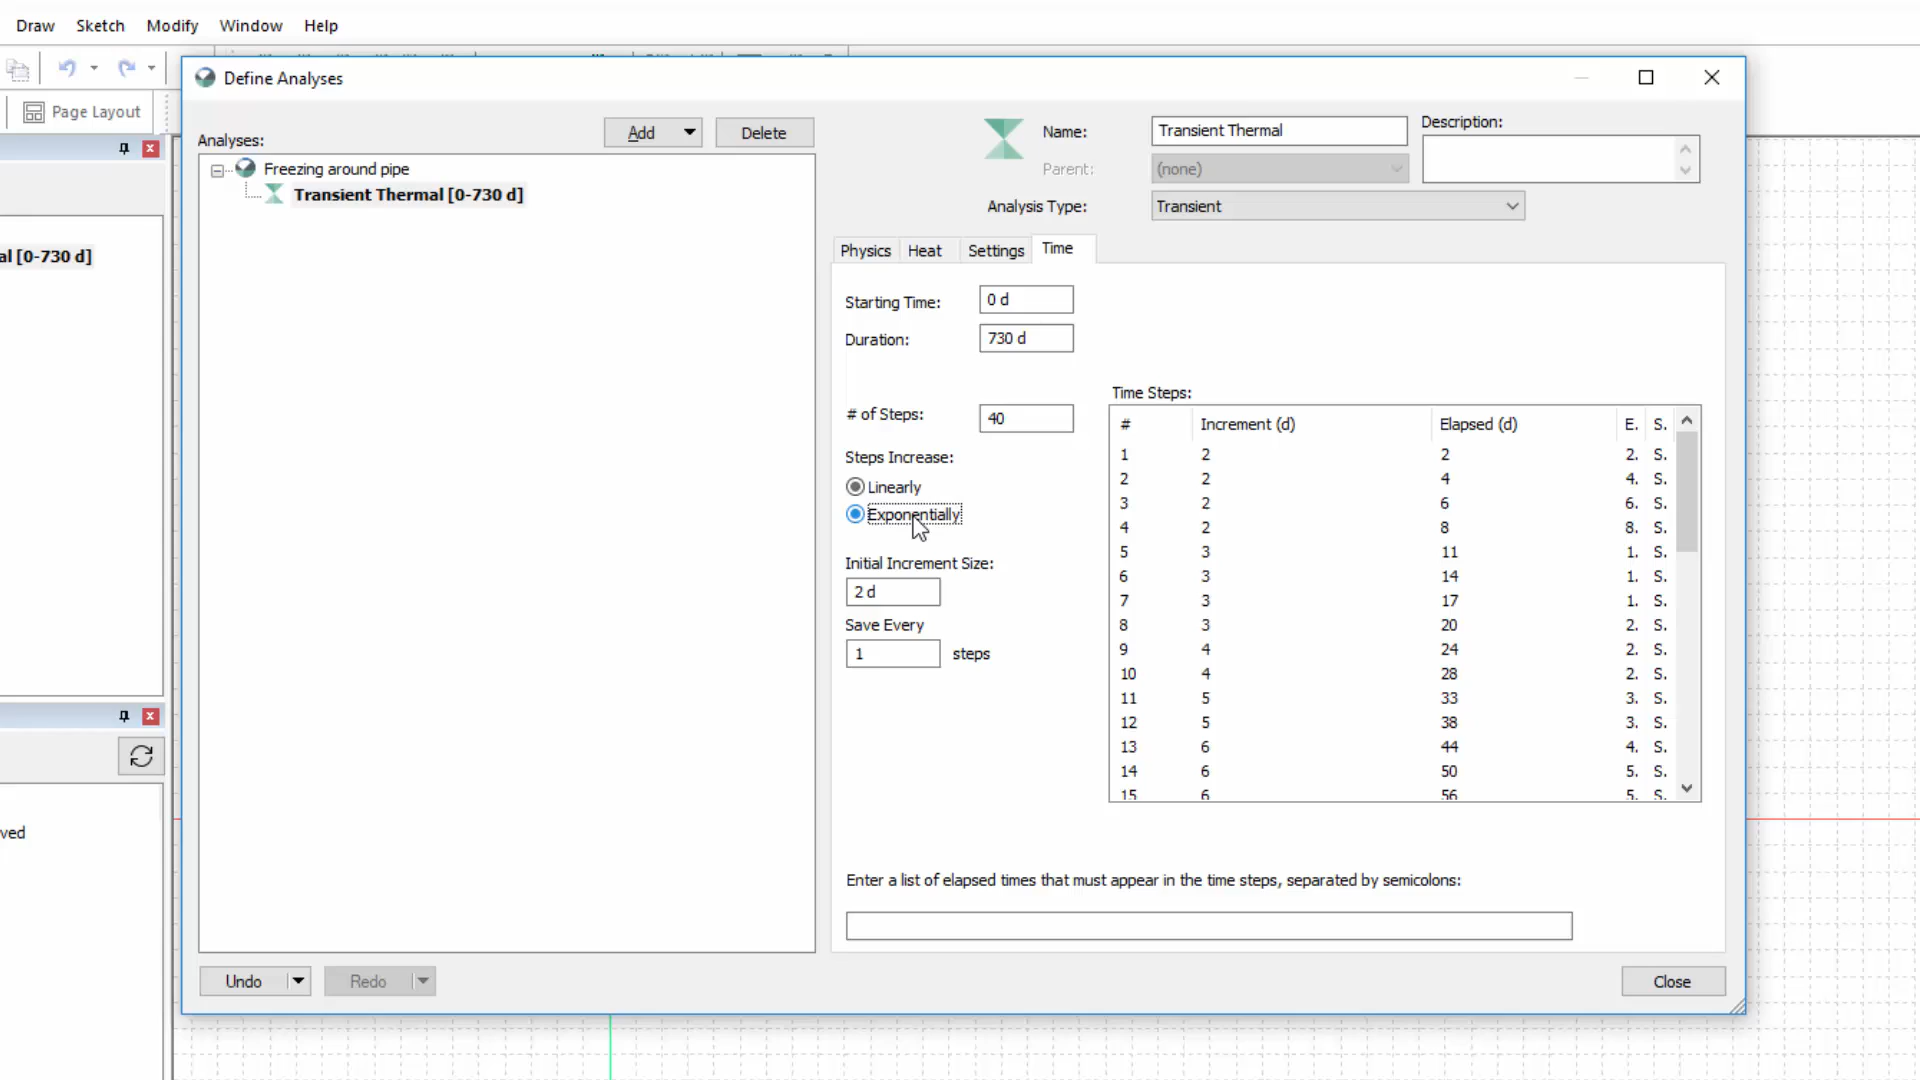 Draw Sketch Modify Window Help
Page Layout
al [0-730 d]
ved
Define Analyses
Analyses:
Add
Delete
Freezing around pipe
Transient Thermal [0-730 d]
Name:
Transient Thermal
Description:
Parent:
(none)
Analysis Type:
Transient
Physics Heat Settings Time
Starting Time:
0 d
Duration:
730 d
# of Steps:
40
Steps Increase:
Linearly
Exponentially
Initial Increment Size:
2 d
Save Every
1 steps
Time Steps:
# Increment (d) Elapsed (d) E. S.
1 2 2 2. S.
2 2 4 4. S.
3 2 6 6. S.
4 2 8 8. S.
5 3 11 1. S.
6 3 14 1. S.
7 3 17 1. S.
8 3 20 2. S.
9 4 24 2. S.
10 4 28 2. S.
11 5 33 3. S.
12 5 38 3. S.
13 6 44 4. S.
14 6 50 5. S.
15 6 56 5. S.
Enter a list of elapsed times that must appear in the time steps, separated by semicolons:
Undo
Redo
Close